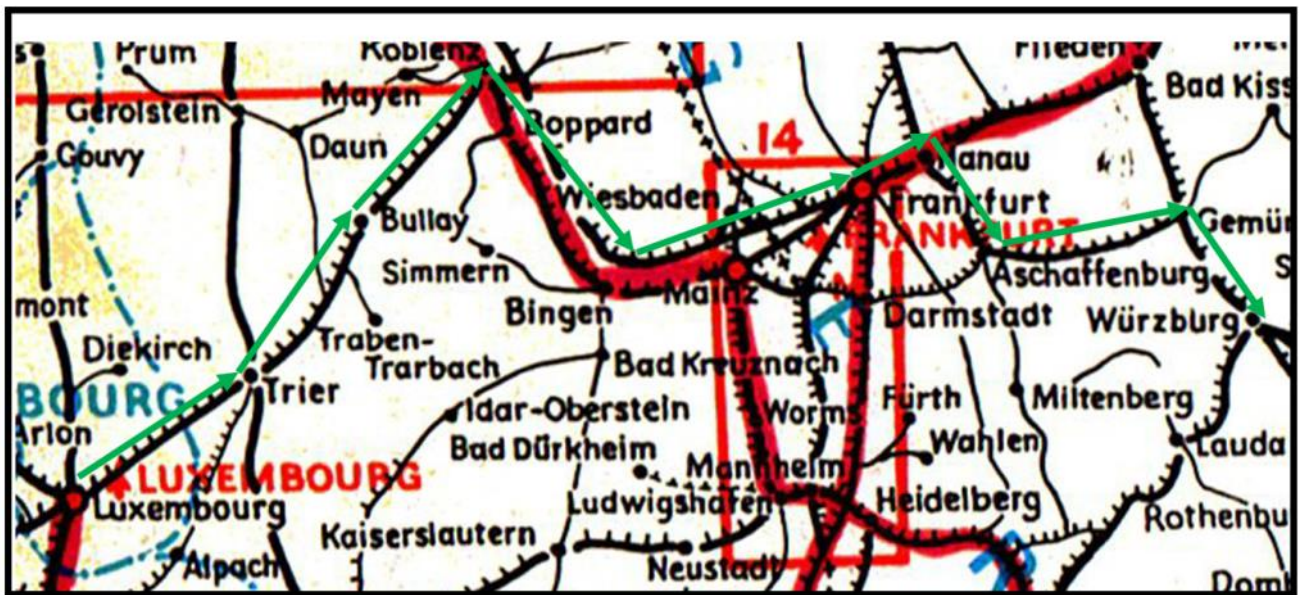 Prum
Koblenz
Flieden
Gerolstein
Mayen
Boppard
Bad Kiss
Gouvy
Daun
14
Hanau
Wiesbaden
Frankfurt
Bullay
FRANKFURT
Gemün
Simmern
Aschaffenburg
mont
Bingen
Mainz
Darmstadt
Würzburg
Diekirch
Traben-
Trarbach
Bad Kreuznach
BOURG
Trier
Idar-Oberstein
Worms
Fürth
Miltenberg
Arlon
Bad Dürkheim
Wahlen
Lauda
LUXEMBOURG
Mannheim
Luxembourg
Ludwigshafen
Heidelberg
Rothenbu
Kaiserslautern
Alpach
Neustadt
Domb